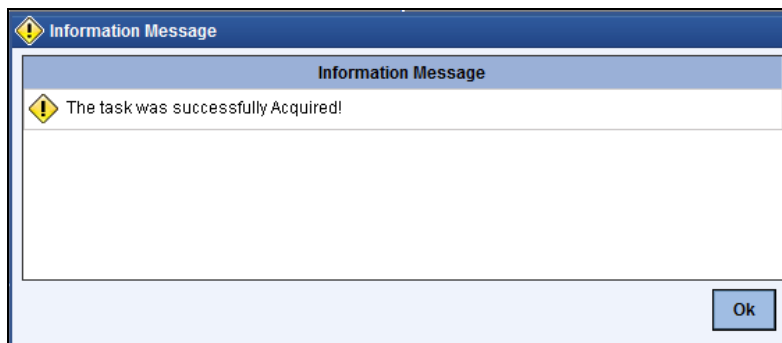 Information Message
Information Message
The task was successfully Acquired!
Ok